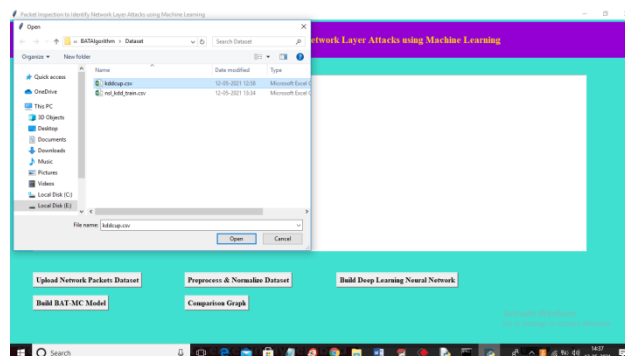 Packet Inspection to Identify Network Layer Attacks using Machine Learning
etwork Layer Attacks using Machine Learning
Open
« BATAlgorithm > Dataset
Search Dataset
Organize
New folder
Name
Date modified
Type
Quick access
OneDrive
This PC
3D Objects
Desktop
Documents
Downloads
Music
Pictures
Videos
Local Disk (C:)
Local Disk (E:)
kddcup.csv
12-05-2021 12:58
Microsoft Excel C
nsl_kdd_train.csv
12-05-2021 13:34
Microsoft Excel C
File name: kddcup.csv
Open
Cancel
Upload Network Packets Dataset
Preprocess & Normalize Dataset
Build Deep Learning Neural Network
Build BAT-MC Model
Comparison Graph
Search
14:37